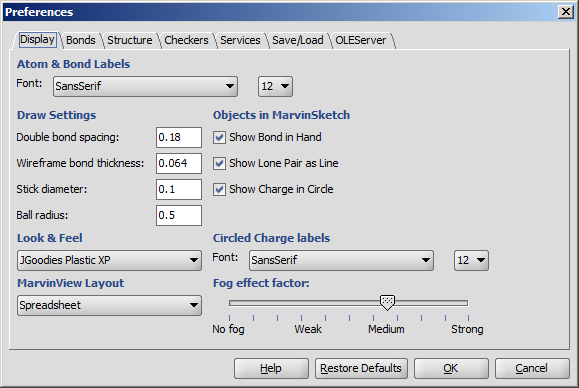 Preferences
Display Bonds Structure Checkers Services Save/Load OLEServer
Atom & Bond Labels
Font: SansSerif 12
Draw Settings Objects in MarvinSketch
Double bond spacing: 0.18 Show Bond in Hand
Wireframe bond thickness: 0.064 Show Lone Pair as Line
Stick diameter: 0.1 Show Charge in Circle
Ball radius: 0.5
Look & Feel Circled Charge labels
JGoodies Plastic XP Font: SansSerif 12
MarvinView Layout Fog effect factor:
Spreadsheet
No fog Weak Medium Strong
Help Restore Defaults OK Cancel